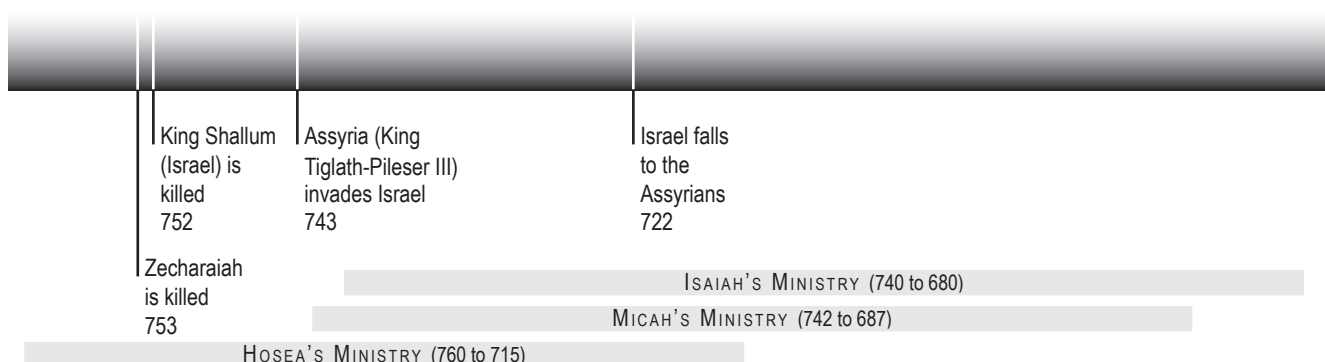 King Shallum
(Israel) is
killed
752
Assyria (King
Tiglath-Pileser III)
invades Israel
743
Israel falls
to the
Assyrians
722
Zecharaiah
is killed
753
ISAIAH'S MINISTRY (740 to 680)
MICAH'S MINISTRY (742 to 687)
HOSEA'S MINISTRY (760 to 715)